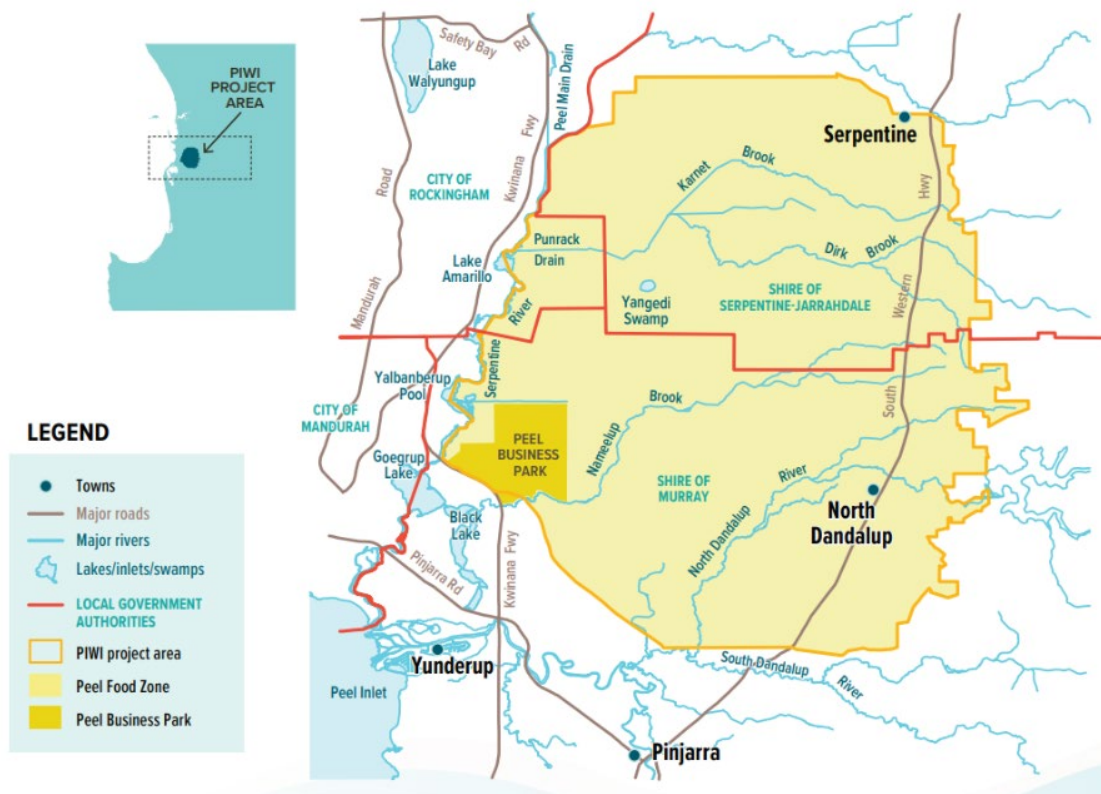 PIWI
PROJECT
AREA
Safety Bay
Rd
Lake
Walyungup
Peel Main Drain
Kwinana Fwy
Road
Mandurah
CITY OF
ROCKINGHAM
Serpentine
Karnet
Brook
Hwy
Western
South
Punrack
Drain
Lake
Amarillo
Dirk
Brook
River
Serpentine
Yangedi
Swamp
SHIRE OF
SERPENTINE-JARRAHDALE
Yalbanberup
Pool
CITY OF
MANDURAH
Brook
Nameelup
PEEL
BUSINESS
PARK
Goegrup
Lake
SHIRE OF
MURRAY
River
North Dandalup
North
Dandalup
Black
Lake
Pinjarra Rd
Kwinana Fwy
Yunderup
South Dandalup
River
Peel Inlet
Pinjarra
LEGEND
Towns
Major roads
Major rivers
Lakes/inlets/swamps
LOCAL GOVERNMENT
AUTHORITIES
PIWI project area
Peel Food Zone
Peel Business Park